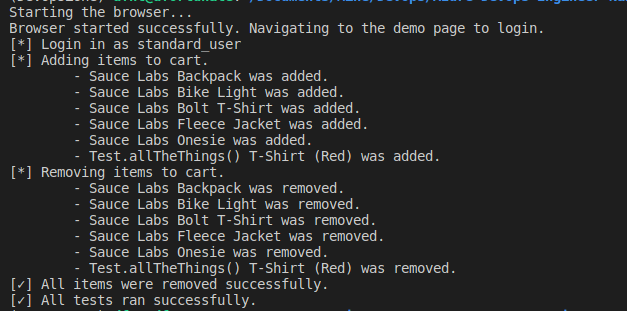 Starting the browser...
Browser started successfully. Navigating to the demo page to login.
[*] Login in as standard_user
[*] Adding items to cart.
- Sauce Labs Backpack was added.
- Sauce Labs Bike Light was added.
- Sauce Labs Bolt T-Shirt was added.
- Sauce Labs Fleece Jacket was added.
- Sauce Labs Onesie was added.
- Test.allTheThings() T-Shirt (Red) was added.
[*] Removing items to cart.
- Sauce Labs Backpack was removed.
- Sauce Labs Bike Light was removed.
- Sauce Labs Bolt T-Shirt was removed.
- Sauce Labs Fleece Jacket was removed.
- Sauce Labs Onesie was removed.
- Test.allTheThings() T-Shirt (Red) was removed.
[✓] All items were removed successfully.
[✓] All tests ran successfully.